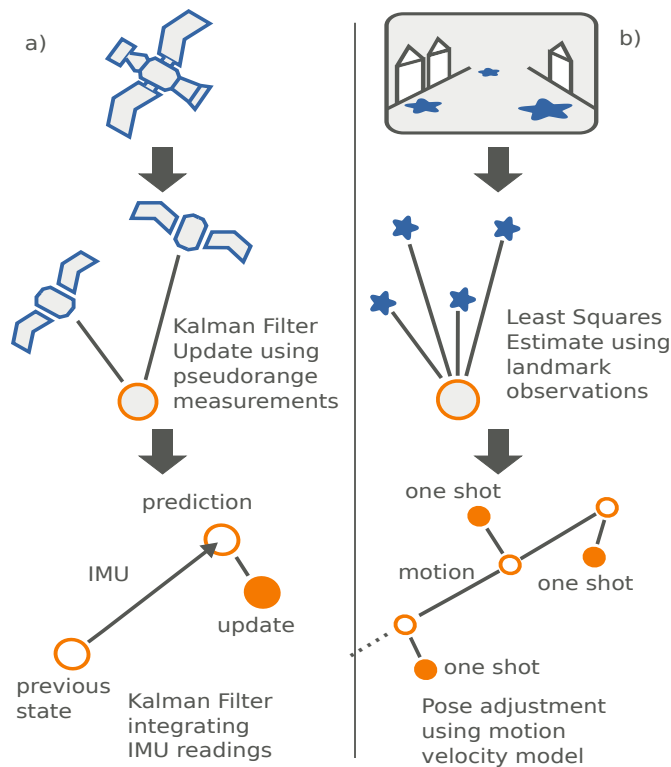 a)
Kalman Filter
Update using
pseudorange
measurements
prediction
IMU
update
previous
state
Kalman Filter
integrating
IMU readings
b)
Least Squares
Estimate using
landmark
observations
one shot
motion
one shot
one shot
Pose adjustment
using motion
velocity model